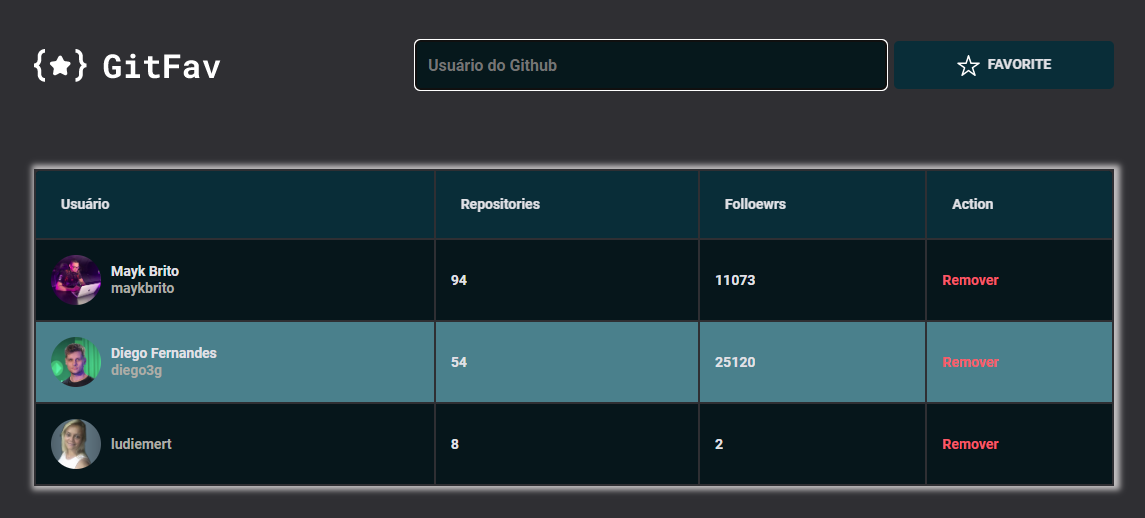 GitFav
Usuário do Github
FAVORITE
Usuário Repositories Folloewrs Action
Mayk Brito
maykbrito
94 11073 Remover
Diego Fernandes
diego3g
54 25120 Remover
ludiemert 8 2 Remover